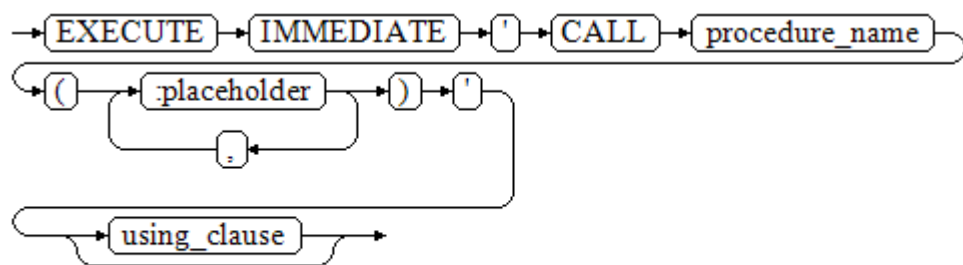 EXECUTE IMMEDIATE ' CALL procedure_name
( :placeholder ) '
,
using_clause